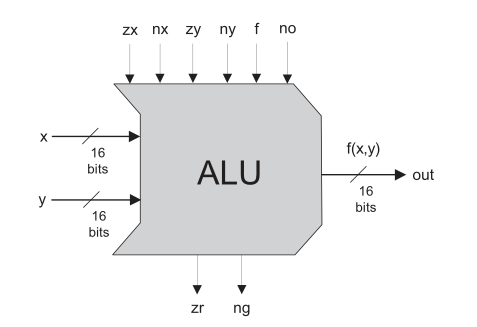 zx nx zy ny f no
x
16
bits
y
16
bits
ALU
f(x,y)
16
bits
out
zr ng